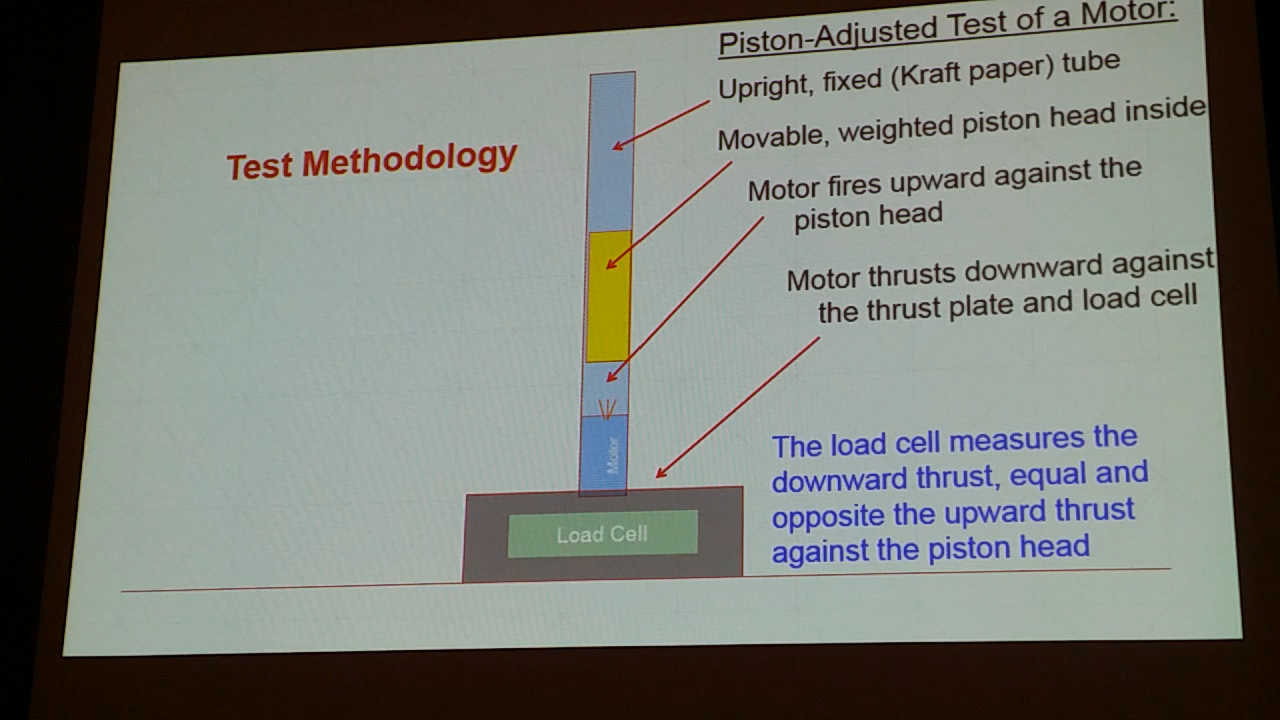 Piston-Adjusted Test of a Motor:
Upright, fixed (Kraft paper) tube
Test Methodology
Movable, weighted piston head inside
Motor fires upward against the
piston head
Motor thrusts downward against
the thrust plate and load cell
Motor
The load cell measures the
downward thrust, equal and
opposite the upward thrust
against the piston head
Load Cell